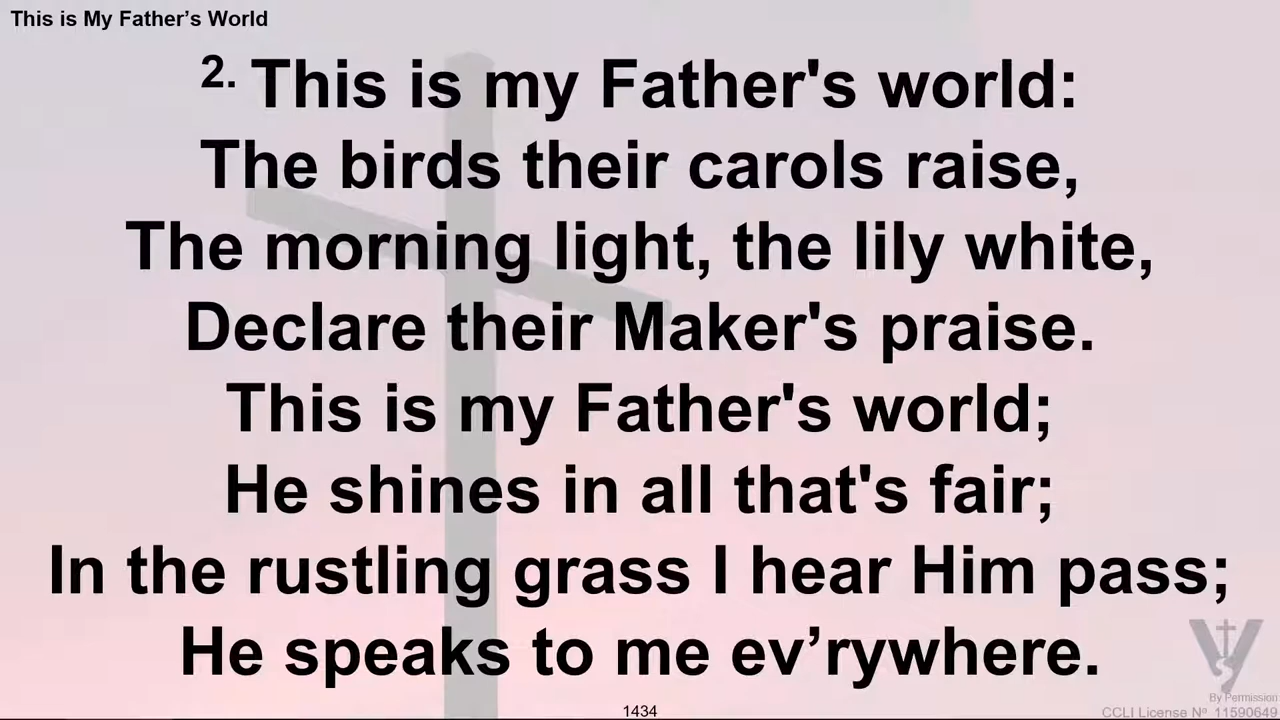 This is My Father’s World
2. This is my Father's world:
The birds their carols raise,
The morning light, the lily white,
Declare their Maker's praise.
This is my Father's world;
He shines in all that's fair;
In the rustling grass I hear Him pass;
He speaks to me ev’rywhere.
By Permission
1434
CCLI License Nº 11590649